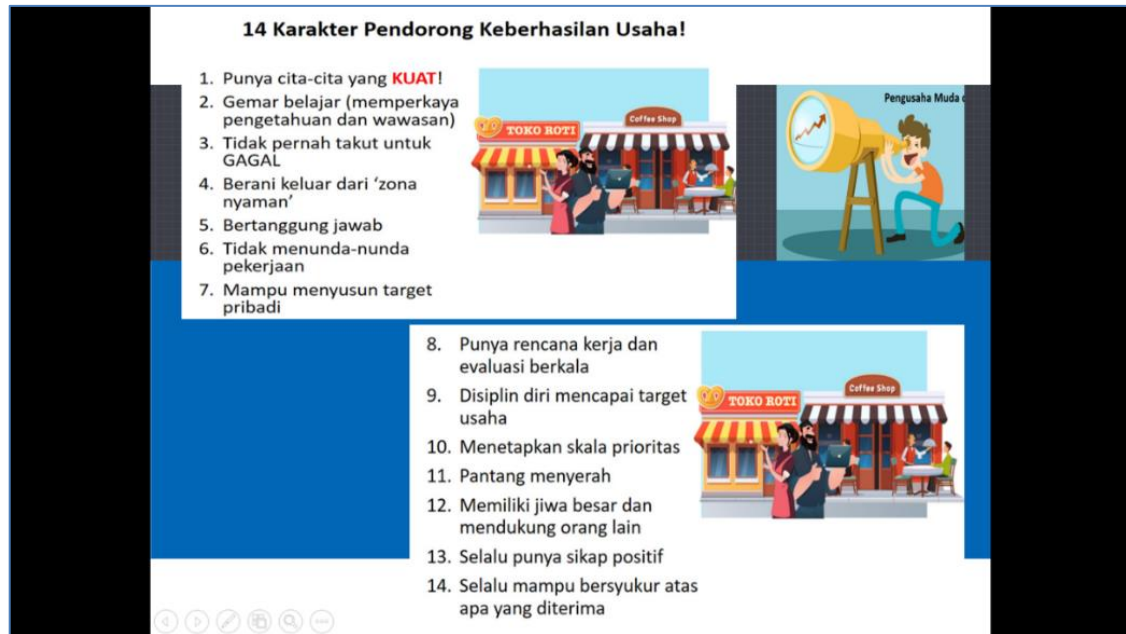 14 Karakter Pendorong Keberhasilan Usaha!
1. Punya cita-cita yang KUAT!
2. Gemar belajar (memperkaya
pengetahuan dan wawasan)
3. Tidak pernah takut untuk
GAGAL
4. Berani keluar dari ‘zona
nyaman’
5. Bertanggung jawab
6. Tidak menunda-nunda
pekerjaan
7. Mampu menyusun target
pribadi
TOKO ROTI
Coffee Shop
Pengusaha Muda
8. Punya rencana kerja dan
evaluasi berkala
9. Disiplin diri mencapai target
usaha
10. Menetapkan skala prioritas
11. Pantang menyerah
12. Memiliki jiwa besar dan
mendukung orang lain
13. Selalu punya sikap positif
14. Selalu mampu bersyukur atas
apa yang diterima
TOKO ROTI
Coffee Shop